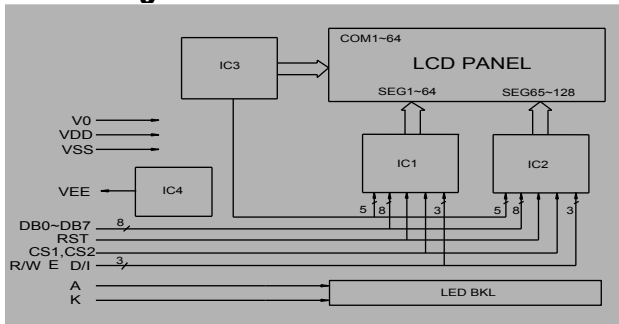 COM1~64
IC3
LCD PANEL
SEG1~64
SEG65~128
V0
VDD
VSS
IC1
IC2
VEE
IC4
5
8
3
5
8
3
DB0~DB7
8
RST
CS1,CS2
R/W E D/I
3
A
K
LED BKL